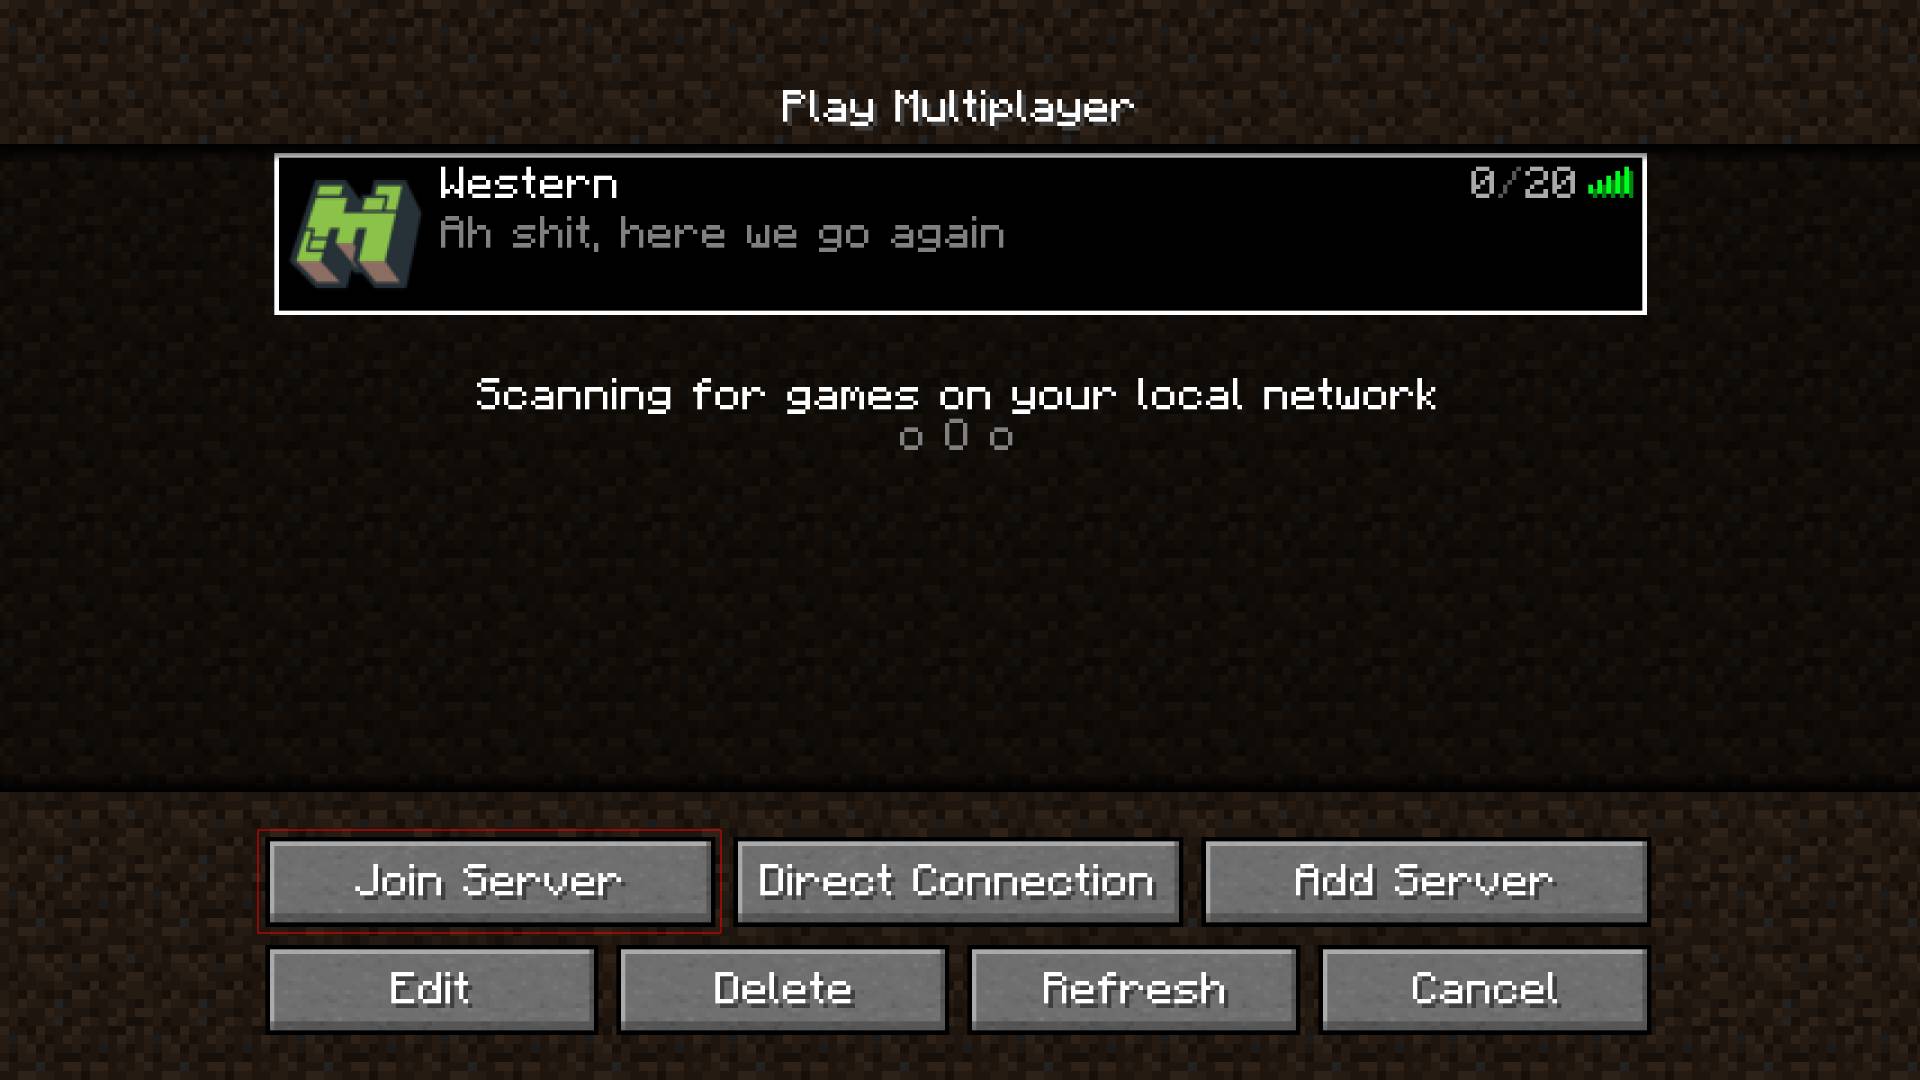 Play Multiplayer
Western
0/20
Ah shit, here we go again
Scanning for games on your local network
o O o
Join Server
Direct Connection
Add Server
Edit
Delete
Refresh
Cancel